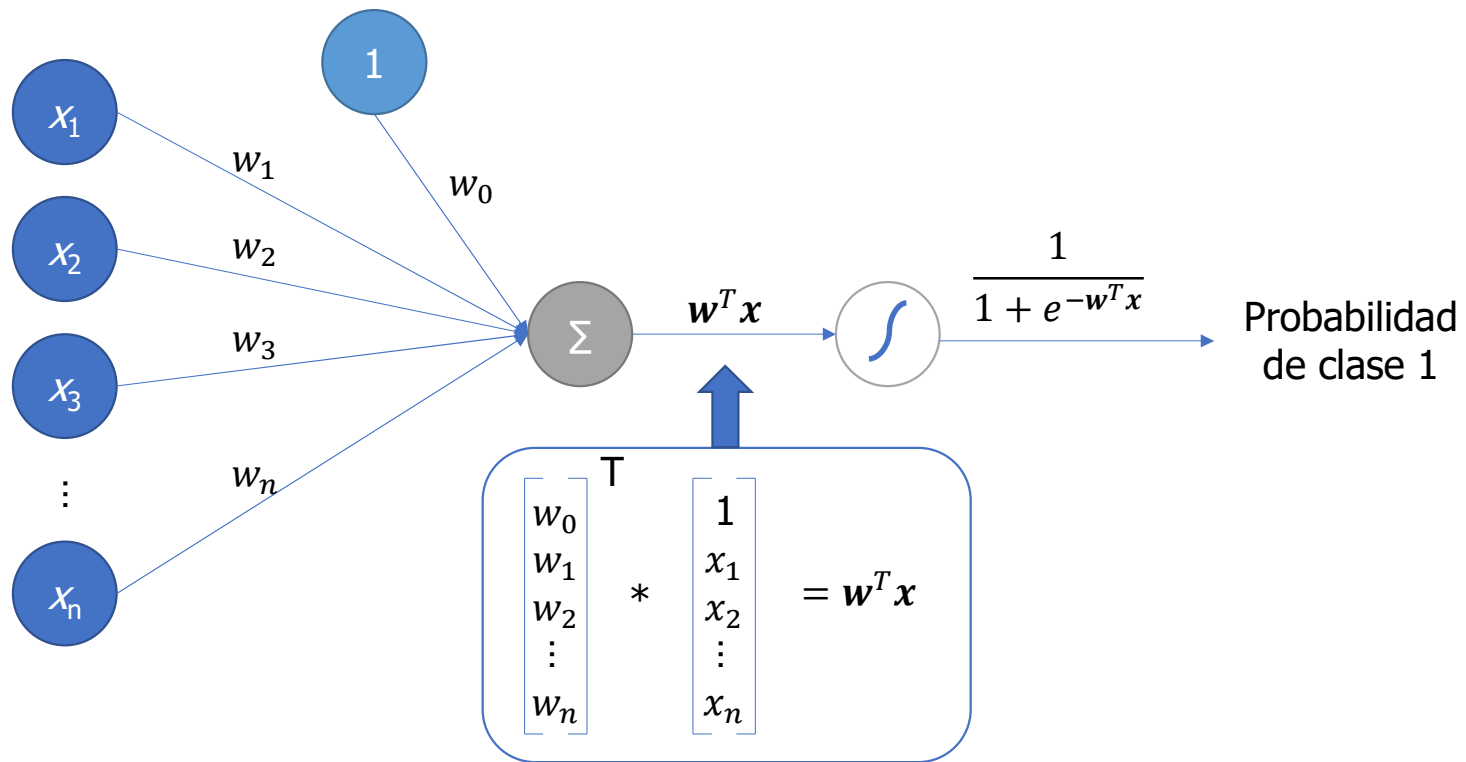 1
x₁
w₁
w₀
x₂
w₂
x₃
w₃
⋮
wₙ
xₙ
Σ
𝒘ᵀ𝒙
1
1 + e^(−𝒘ᵀ𝒙)
Probabilidad
de clase 1
T
w₀
w₁
w₂
⋮
wₙ
*
1
x₁
x₂
⋮
xₙ
= 𝒘ᵀ𝒙